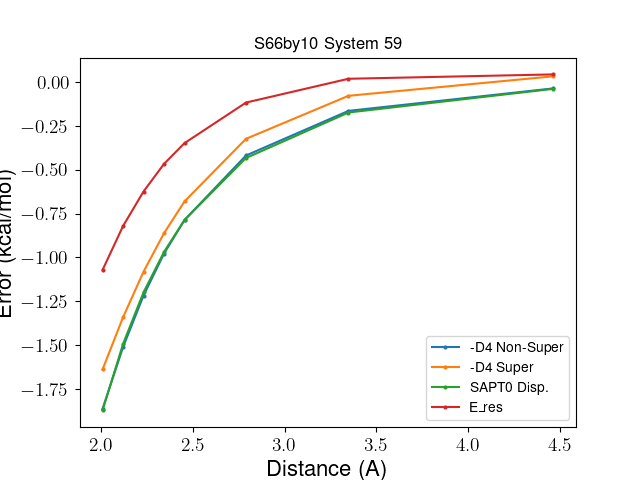 S66by10 System 59
Error (kcal/mol)
0.00
−0.25
−0.50
−0.75
−1.00
−1.25
−1.50
−1.75
-D4 Non-Super
-D4 Super
SAPT0 Disp.
E_res
2.0 2.5 3.0 3.5 4.0 4.5
Distance (A)